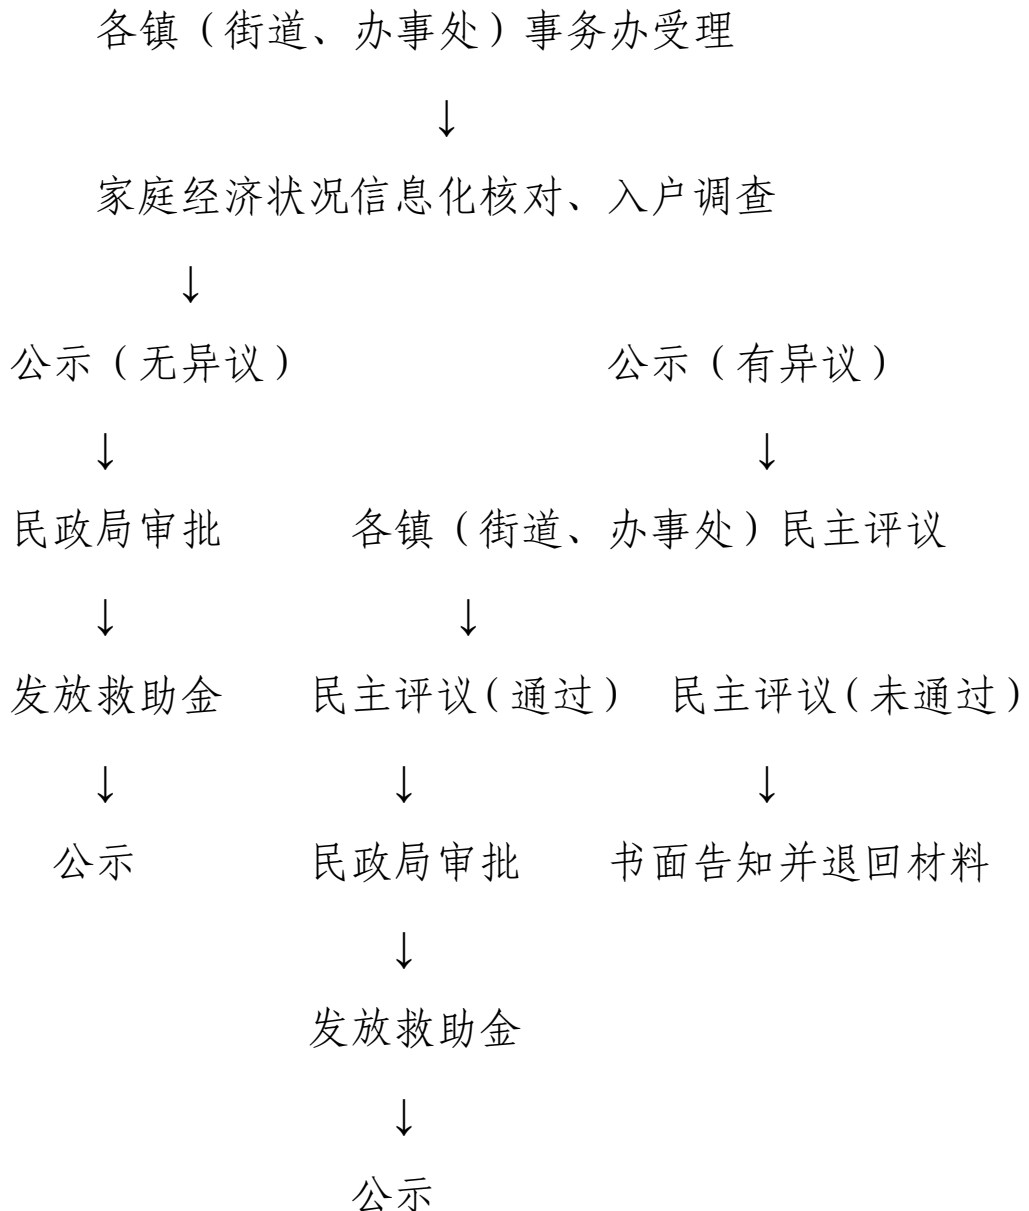 各镇（街道、办事处）事务办受理
↓
家庭经济状况信息化核对、入户调查
↓
公示（无异议） 公示（有异议）
↓ ↓
民政局审批 各镇（街道、办事处）民主评议
↓ ↓
发放救助金 民主评议(通过) 民主评议(未通过)
↓ ↓ ↓
公示 民政局审批 书面告知并退回材料
↓
发放救助金
↓
公示